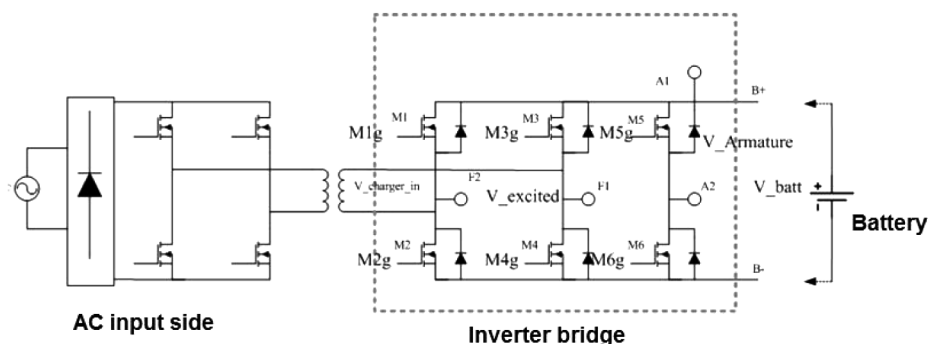 A1
B+
M1
M3
M5
M1g
M3g
M5g
V_Armature
V_charger_in
F2
V_excited
F1
A2
V_batt
+
-
Battery
M2
M4
M6
M2g
M4g
M6g
B-
AC input side
Inverter bridge